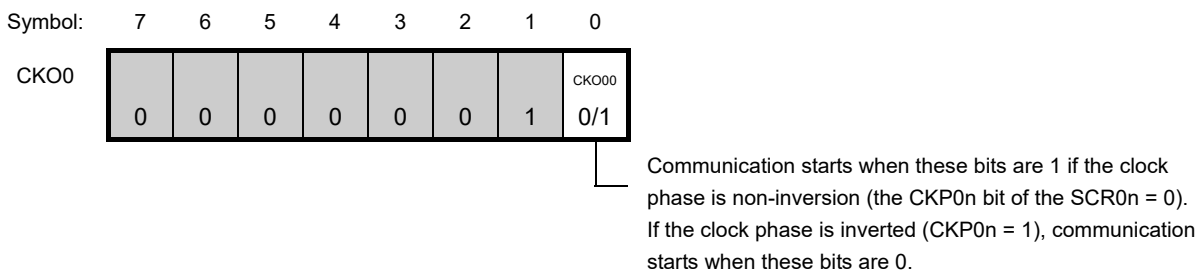 Symbol: 7 6 5 4 3 2 1 0
CKO0 CKO00
0 0 0 0 0 0 1 0/1
Communication starts when these bits are 1 if the clock
phase is non-inversion (the CKP0n bit of the SCR0n = 0).
If the clock phase is inverted (CKP0n = 1), communication
starts when these bits are 0.